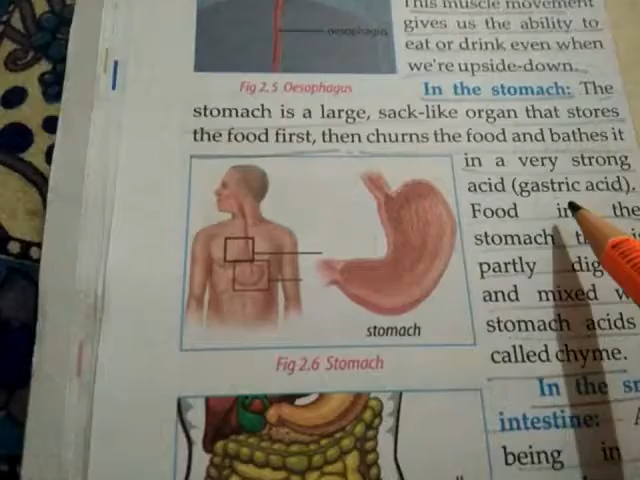 This muscle movement
gives us the ability to
oesophagus
eat or drink even when
we're upside-down.
Fig 2.5 Oesophagus
In the stomach: The
stomach is a large, sack-like organ that stores
the food first, then churns the food and bathes it
in a very strong
acid (gastric acid).
Food in the
stomach
partly
and mixed
stomach acids
stomach
called chyme.
Fig 2.6 Stomach
In the
intestine:
being in